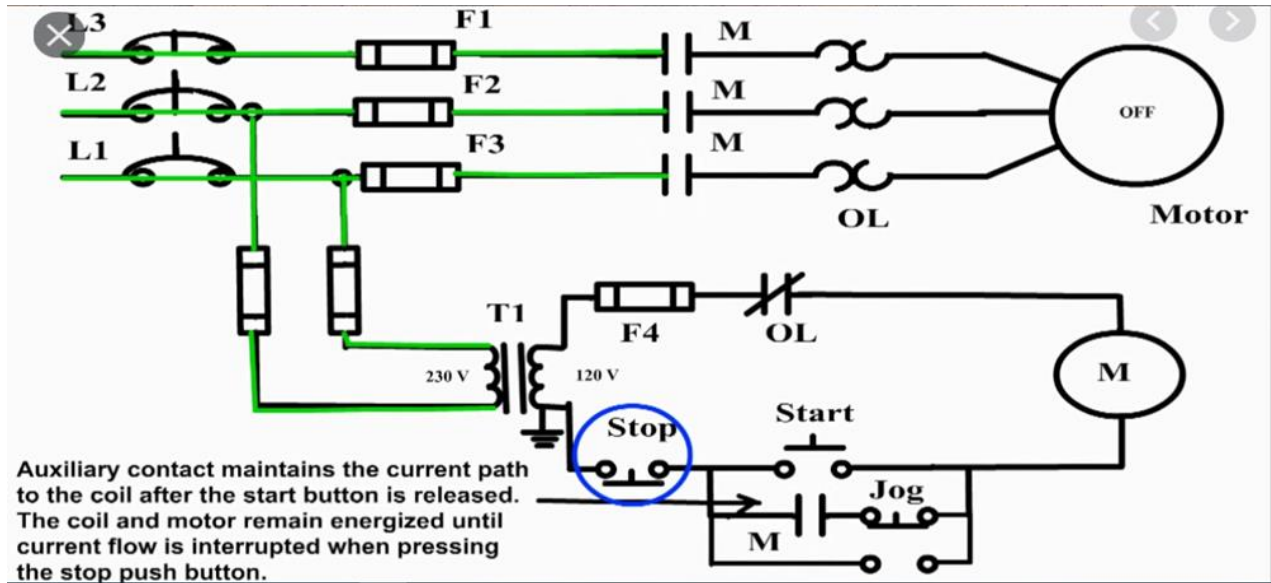 L3
F1
M
L2
F2
M
OFF
L1
F3
M
OL
Motor
T1
F4
OL
230 V
120 V
M
Start
Stop
Jog
M
Auxiliary contact maintains the current path
to the coil after the start button is released.
The coil and motor remain energized until
current flow is interrupted when pressing
the stop push button.